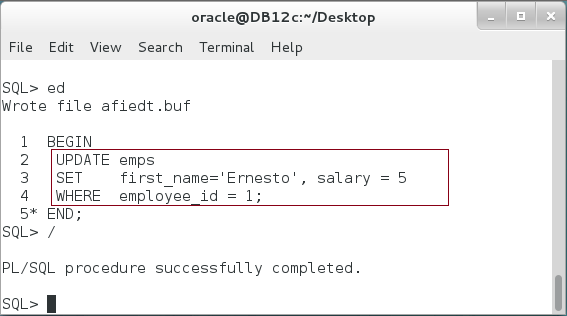 oracle@DB12c:~/Desktop
File Edit View Search Terminal Help
SQL> ed
Wrote file afiedt.buf
1 BEGIN
2 UPDATE emps
3 SET first_name='Ernesto', salary = 5
4 WHERE employee_id = 1;
5* END;
SQL> /
PL/SQL procedure successfully completed.
SQL>